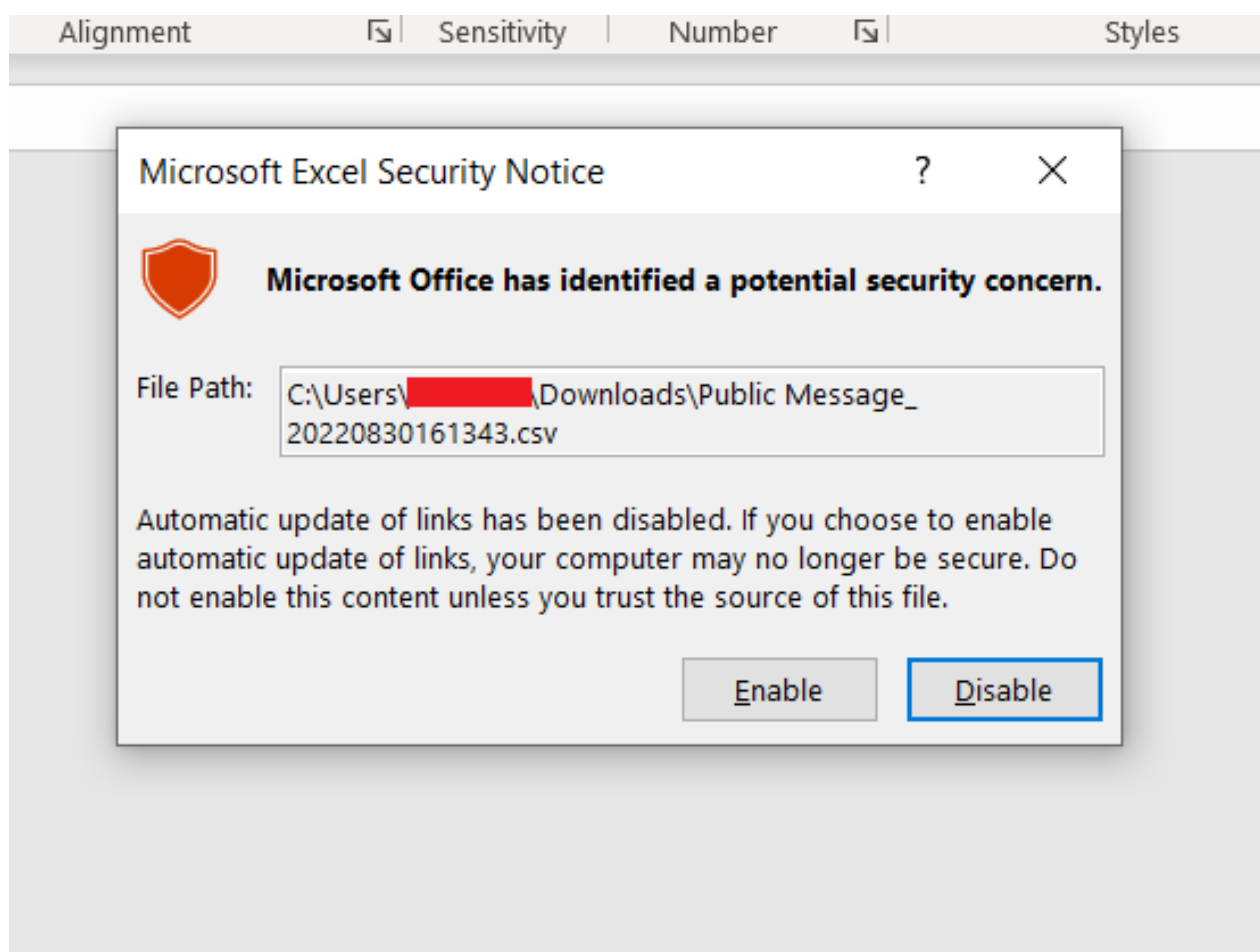 Alignment Sensitivity Number Styles
Microsoft Excel Security Notice ?
Microsoft Office has identified a potential security concern.
File Path: C:\Users\ \Downloads\Public Message_
20220830161343.csv
Automatic update of links has been disabled. If you choose to enable
automatic update of links, your computer may no longer be secure. Do
not enable this content unless you trust the source of this file.
Enable Disable